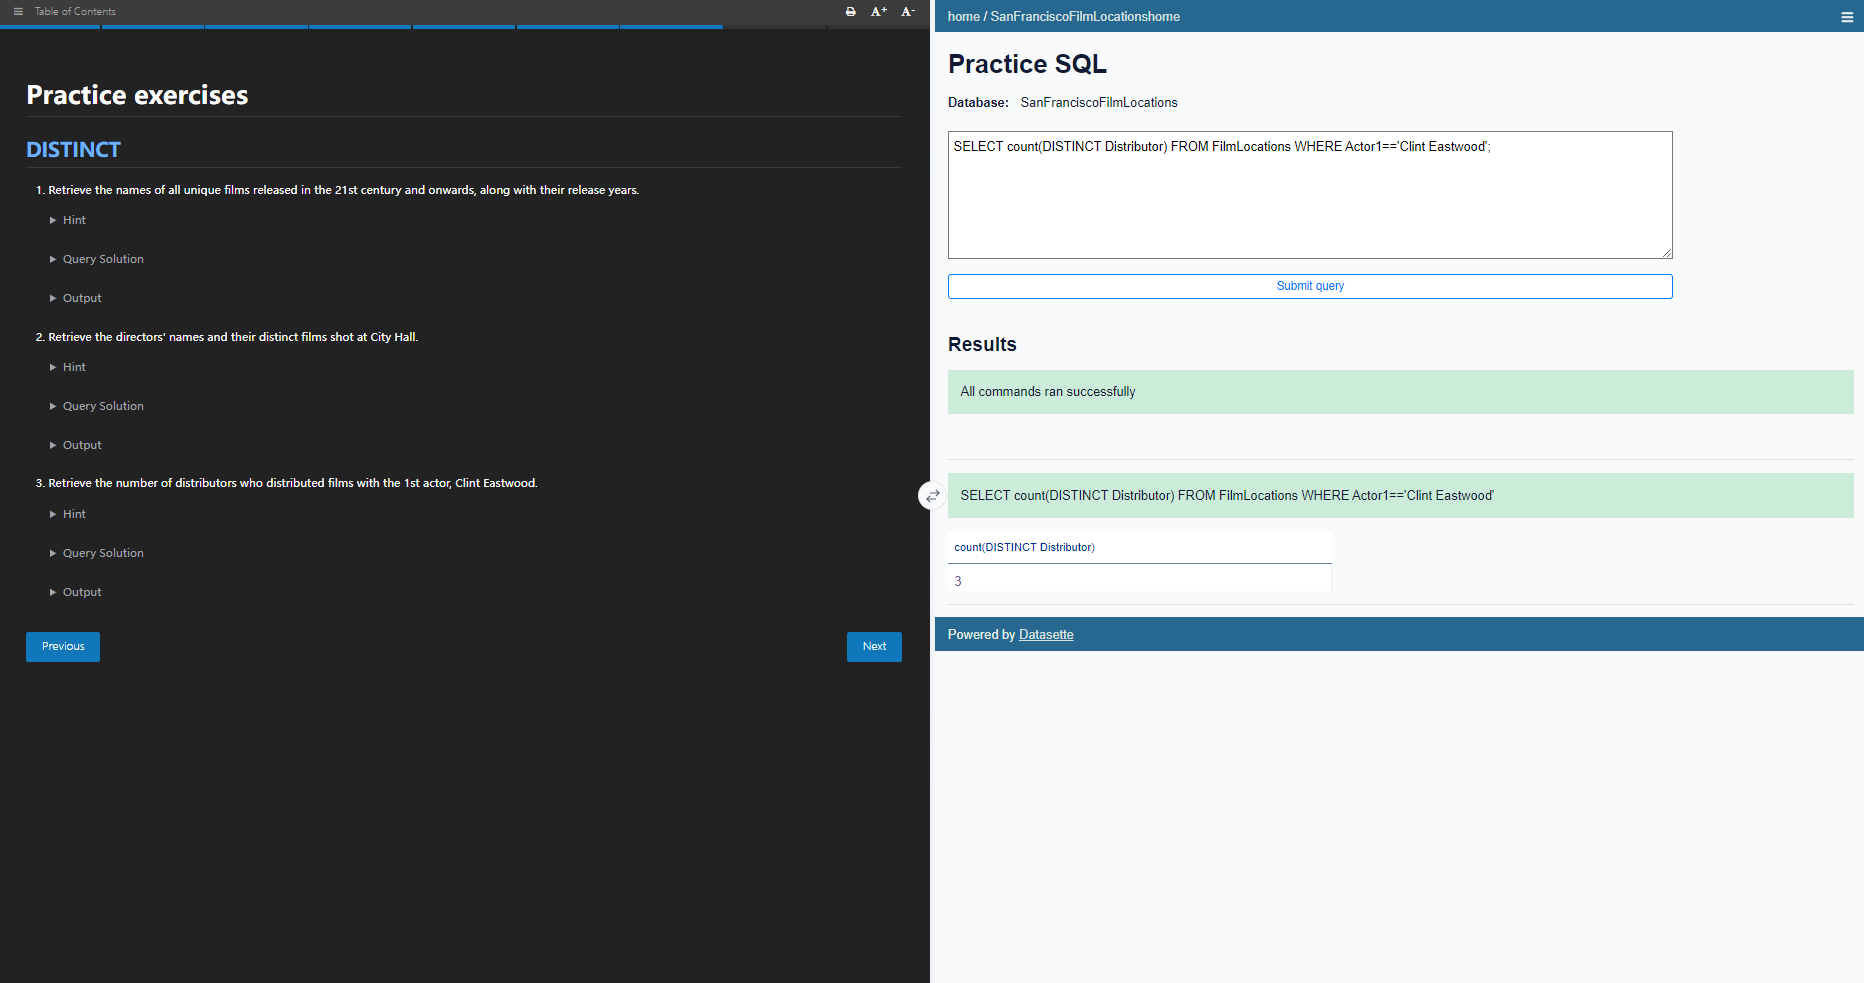 Table of Contents
A+ A-
Practice exercises
DISTINCT
1. Retrieve the names of all unique films released in the 21st century and onwards, along with their release years.
Hint
Query Solution
Output
2. Retrieve the directors' names and their distinct films shot at City Hall.
Hint
Query Solution
Output
3. Retrieve the number of distributors who distributed films with the 1st actor, Clint Eastwood.
Hint
Query Solution
Output
Previous
Next
home / SanFranciscoFilmLocationshome
Practice SQL
Database: SanFranciscoFilmLocations
SELECT count(DISTINCT Distributor) FROM FilmLocations WHERE Actor1=='Clint Eastwood';
Submit query
Results
All commands ran successfully
SELECT count(DISTINCT Distributor) FROM FilmLocations WHERE Actor1=='Clint Eastwood'
count(DISTINCT Distributor)
3
Powered by Datasette